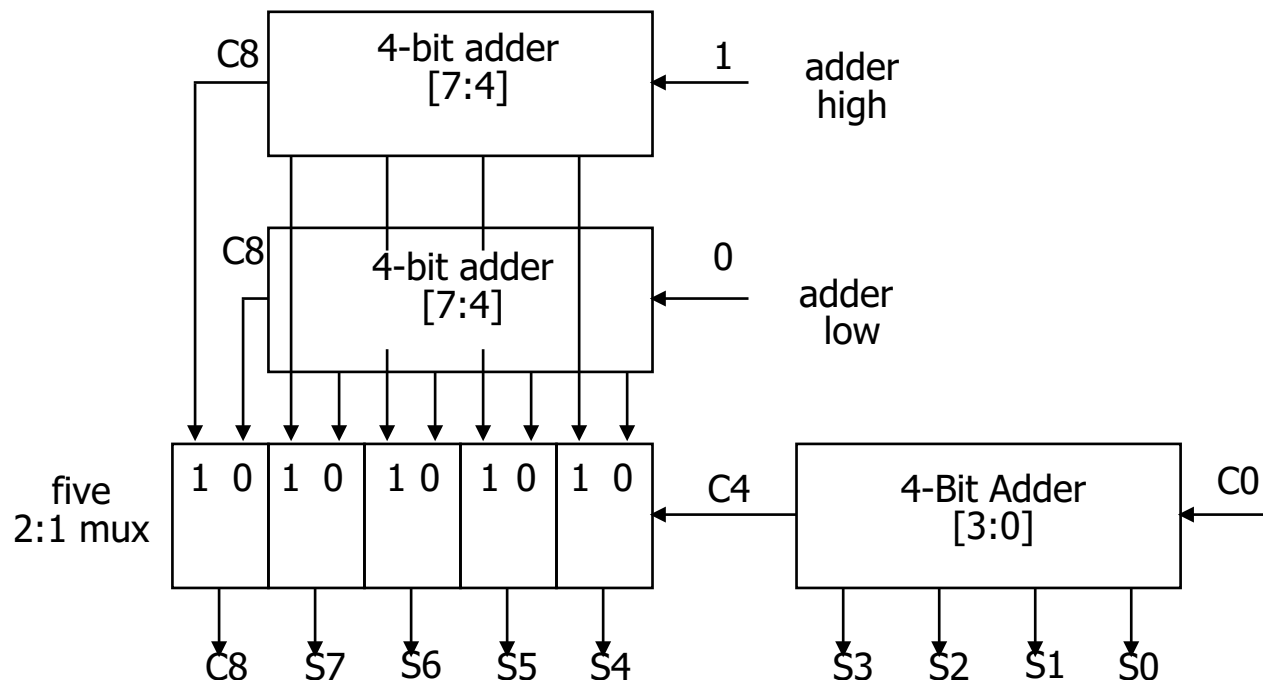 C8
4-bit adder
[7:4]
1
adder
high
C8
4-bit adder
[7:4]
0
adder
low
five
2:1 mux
1 0 1 0 1 0 1 0 1 0
C4
4-Bit Adder
[3:0]
C0
C8 S7 S6 S5 S4 S3 S2 S1 S0